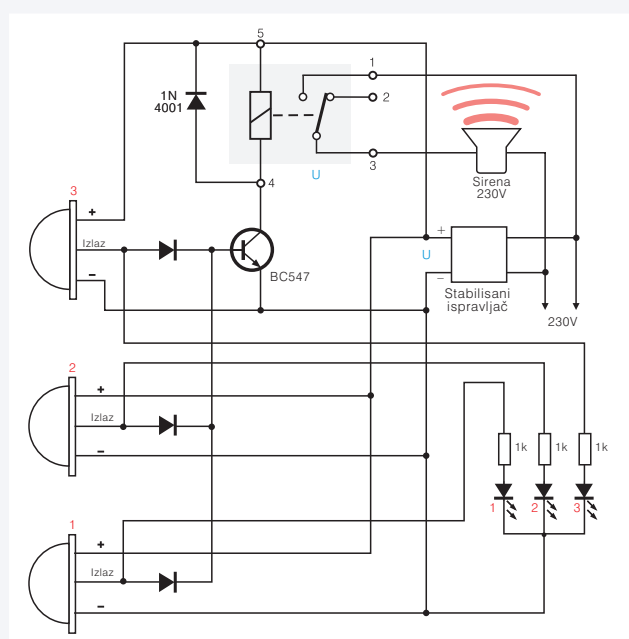 5
1
1N
4001
2
3
U
Sirena
230V
4
3
+
Izlaz
−
BC547
+
U
−
Stabilisani
ispravljač
230V
2
+
Izlaz
−
1k
1k
1k
1
2
3
1
+
Izlaz
−